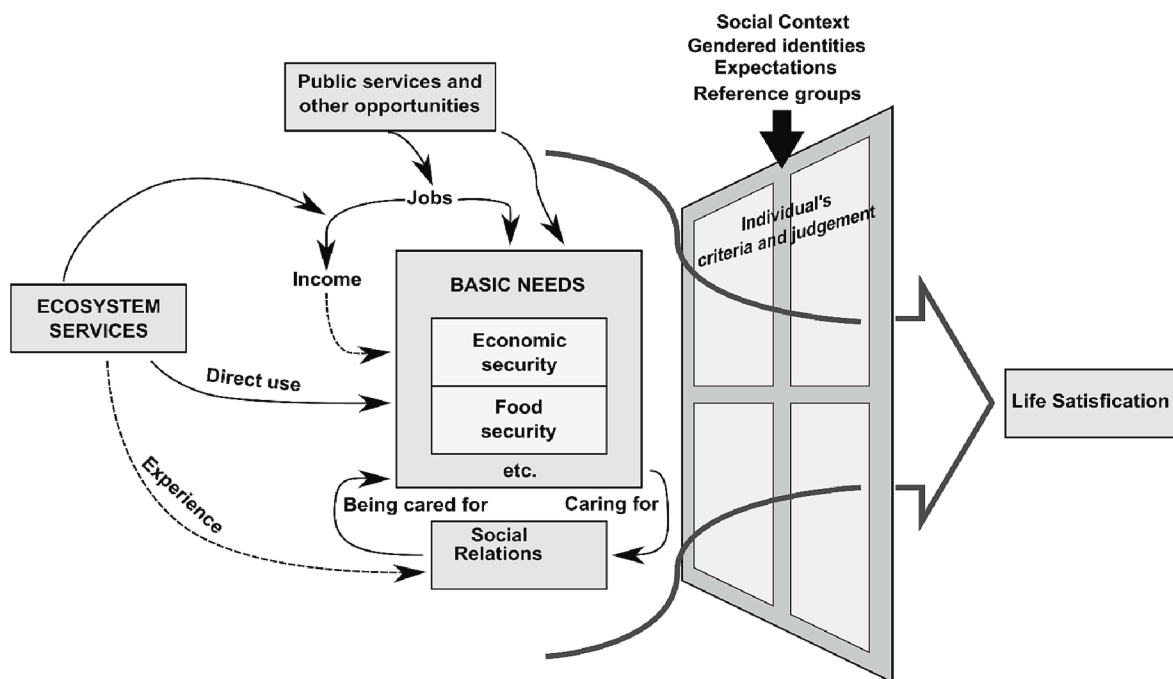 Social Context
Gendered identities
Expectations
Reference groups
Public services and
other opportunities
Jobs
Individual's
criteria and judgement
Income
BASIC NEEDS
ECOSYSTEM
SERVICES
Economic
security
Direct use
Food
security
Life Satisfication
etc.
Experience
Being cared for
Caring for
Social
Relations